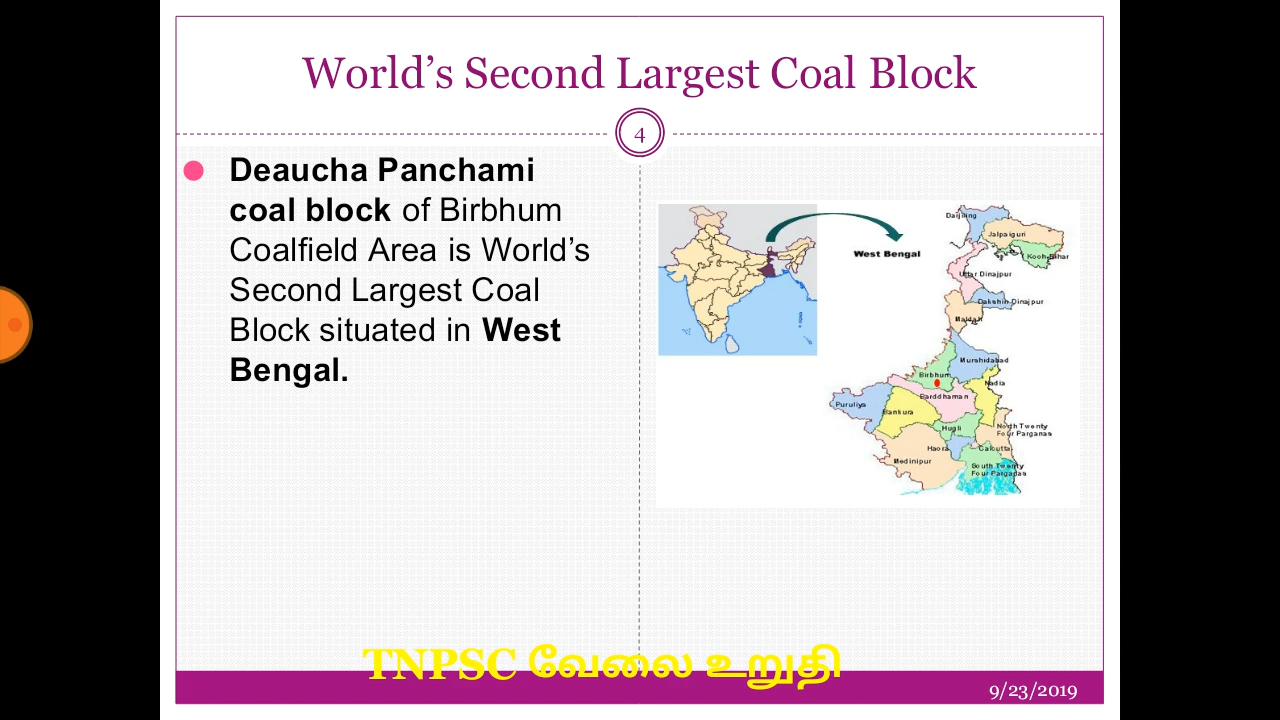 World's Second Largest Coal Block
4
Deaucha Panchami
coal block of Birbhum
Coalfield Area is World's
Second Largest Coal
Block situated in West
Bengal.
West Bengal
Darjiling
Jalpaiguri
Kooh-Bihar
Uttar Dinajpur
Dakshin Dinajpur
Maldah
Murshidabad
Birbhum
Nadia
Barddhaman
Puruliya
Bankura
North Twenty
Four Parganas
Hugli
Haora
Calcutta
Medinipur
South Twenty
Four Parganas
TNPSC வேலை உறுதி
9/23/2019